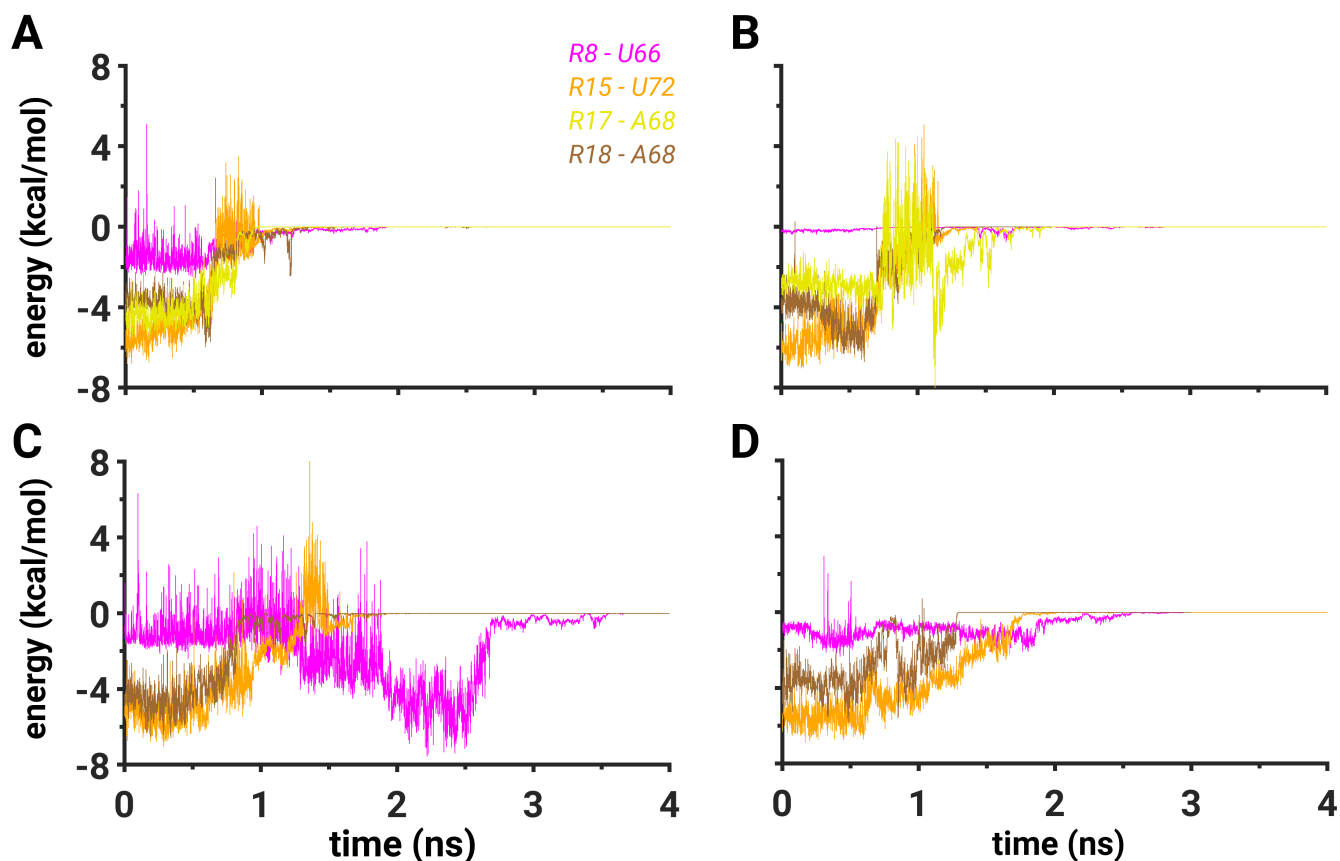 A
B
R8 - U66
R15 - U72
R17 - A68
R18 - A68
8
4
0
-4
-8
energy (kcal/mol)
C
D
8
4
0
-4
-8
energy (kcal/mol)
0 1 2 3 4
0 1 2 3 4
time (ns)
time (ns)